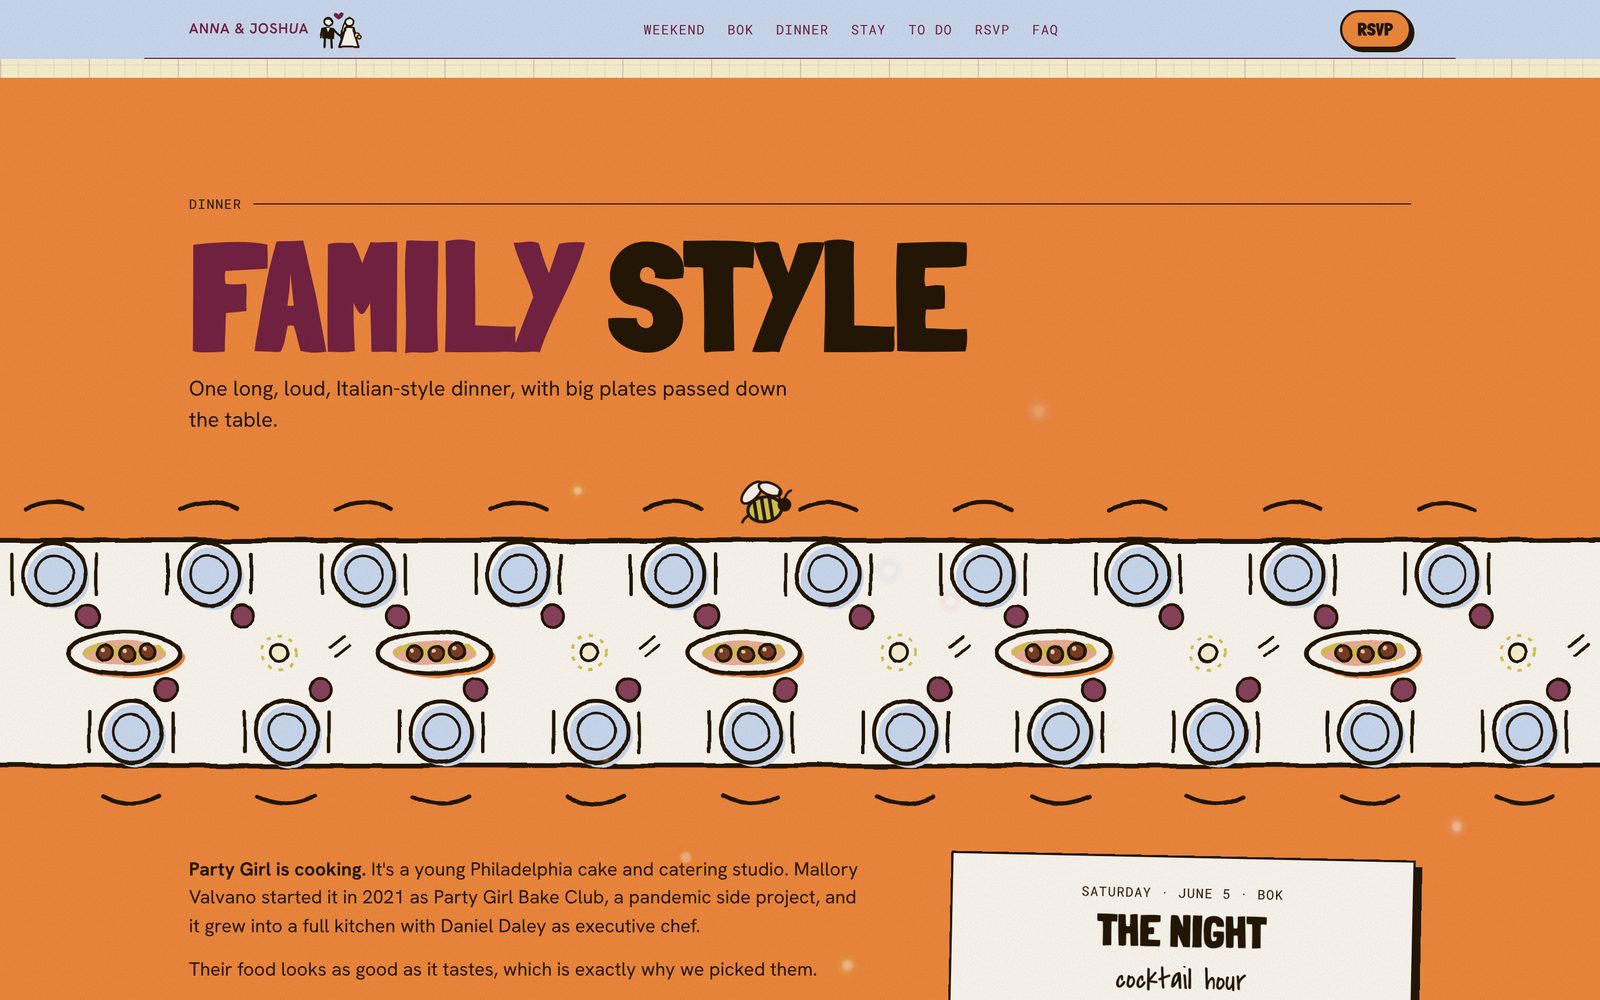 ANNA & JOSHUA
WEEKEND BOK DINNER STAY TO DO RSVP FAQ
RSVP
DINNER
FAMILY STYLE
One long, loud, Italian-style dinner, with big plates passed down
the table.
Party Girl is cooking. It's a young Philadelphia cake and catering studio. Mallory
Valvano started it in 2021 as Party Girl Bake Club, a pandemic side project, and
it grew into a full kitchen with Daniel Daley as executive chef.
Their food looks as good as it tastes, which is exactly why we picked them.
SATURDAY · JUNE 5 · BOK
THE NIGHT
cocktail hour